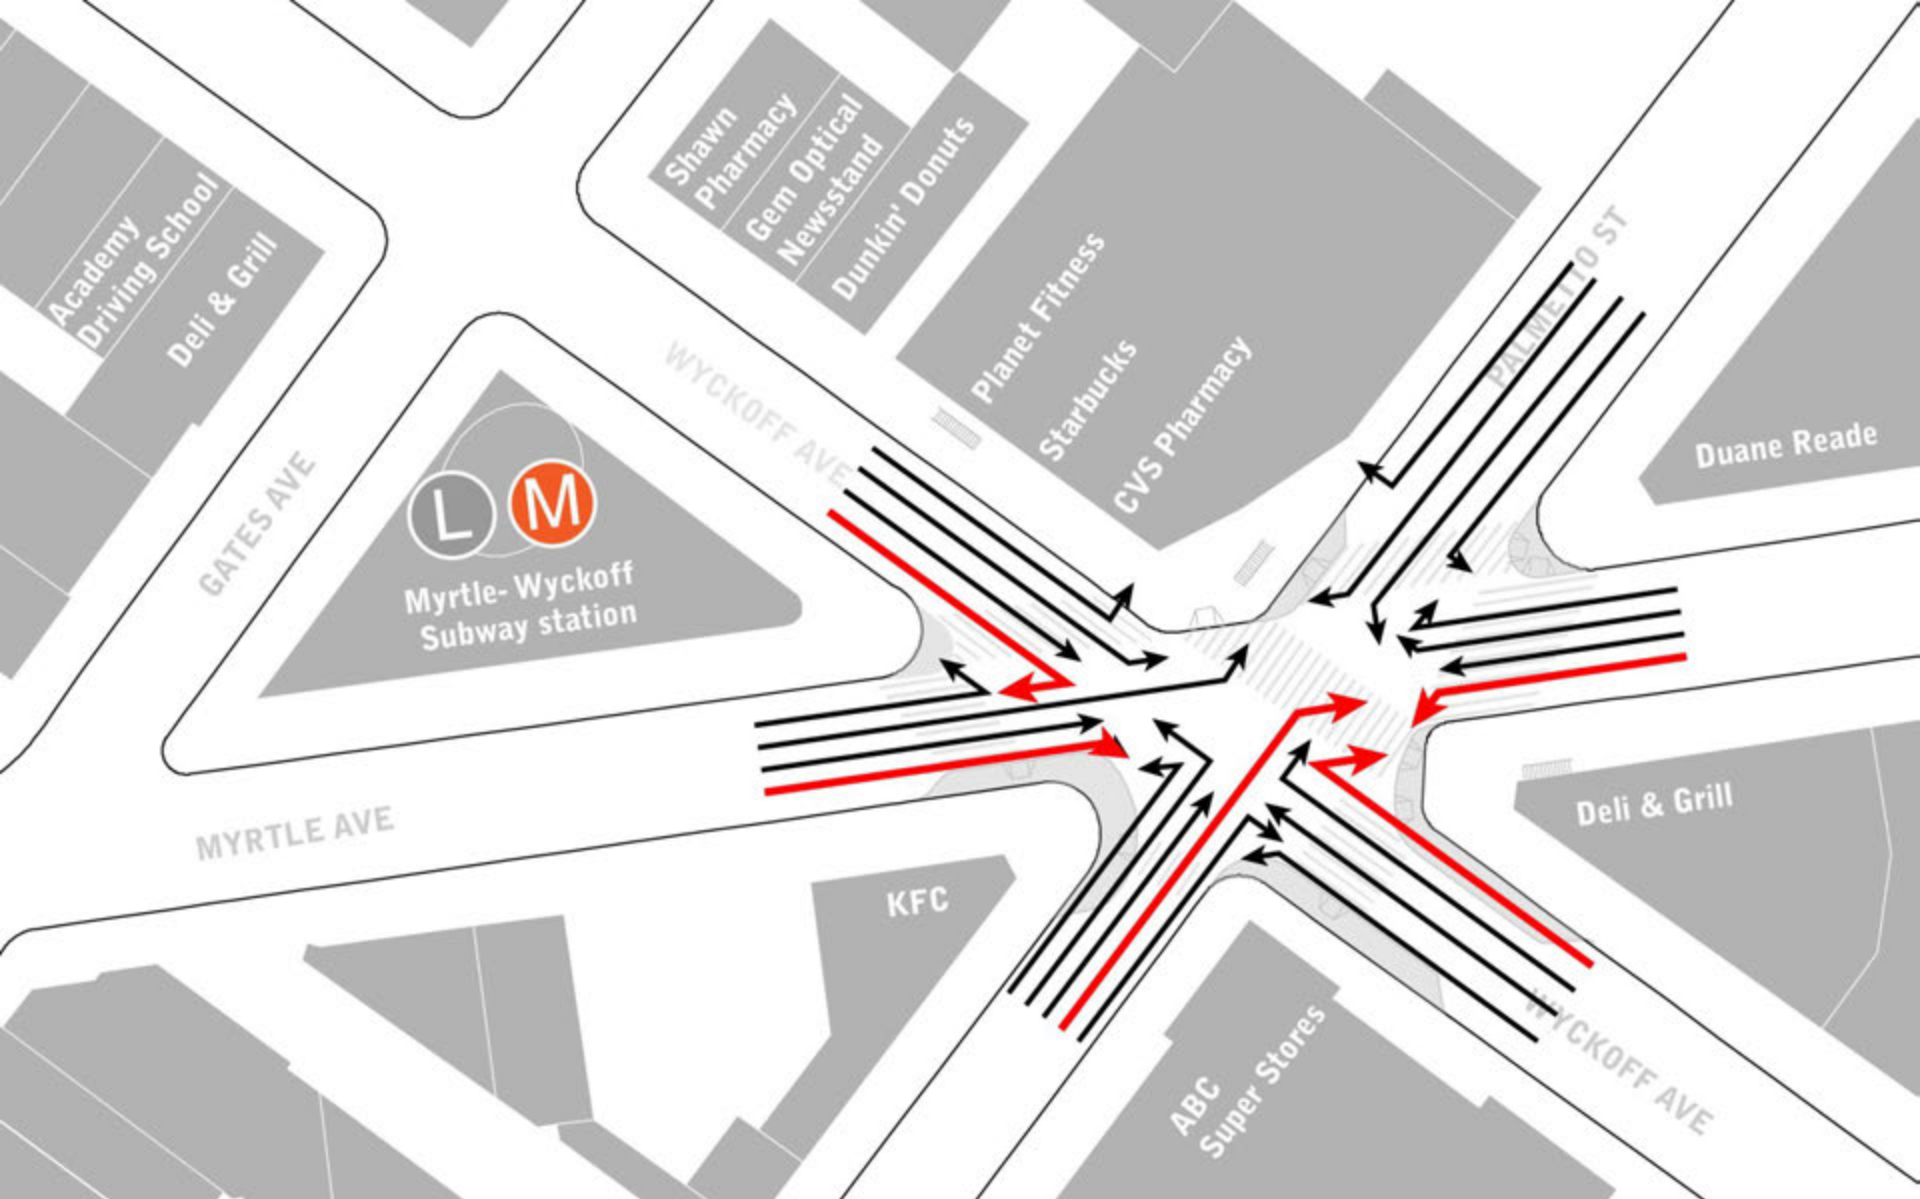 Shawn
Pharmacy
Gem Optical
Newsstand
Dunkin' Donuts
Academy
Driving School
Deli & Grill
Planet Fitness
Starbucks
CVS Pharmacy
PALMETTO ST
Duane Reade
WYCKOFF AVE
GATES AVE
L M
Myrtle- Wyckoff
Subway station
MYRTLE AVE
KFC
Deli & Grill
ABC
Super Stores
WYCKOFF AVE